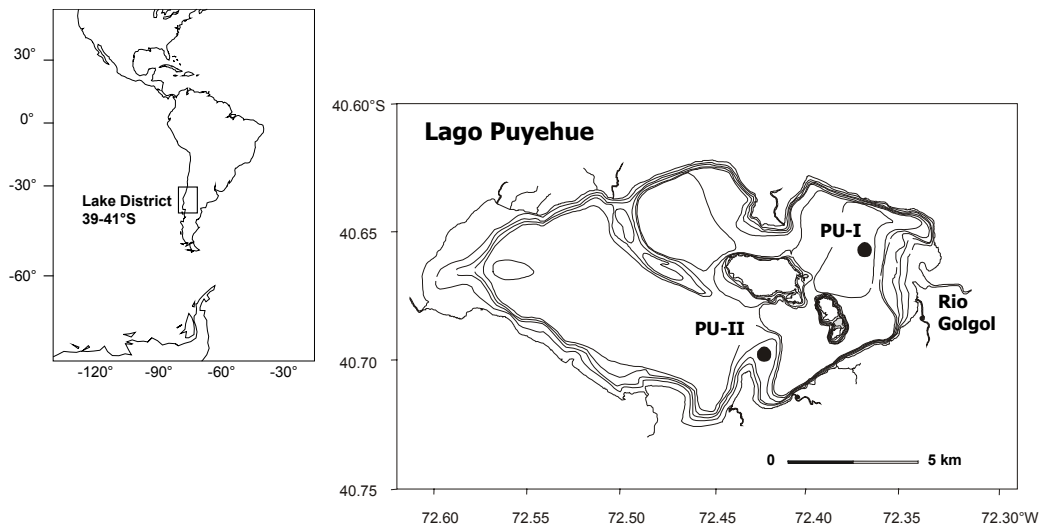 30°
0°
-30°
-60°
Lake District
39-41°S
-120°
-90°
-60°
-30°
40.60°S
40.65
40.70
40.75
Lago Puyehue
PU-I
PU-II
Rio
Golgol
0
5 km
72.60
72.55
72.50
72.45
72.40
72.35
72.30°W